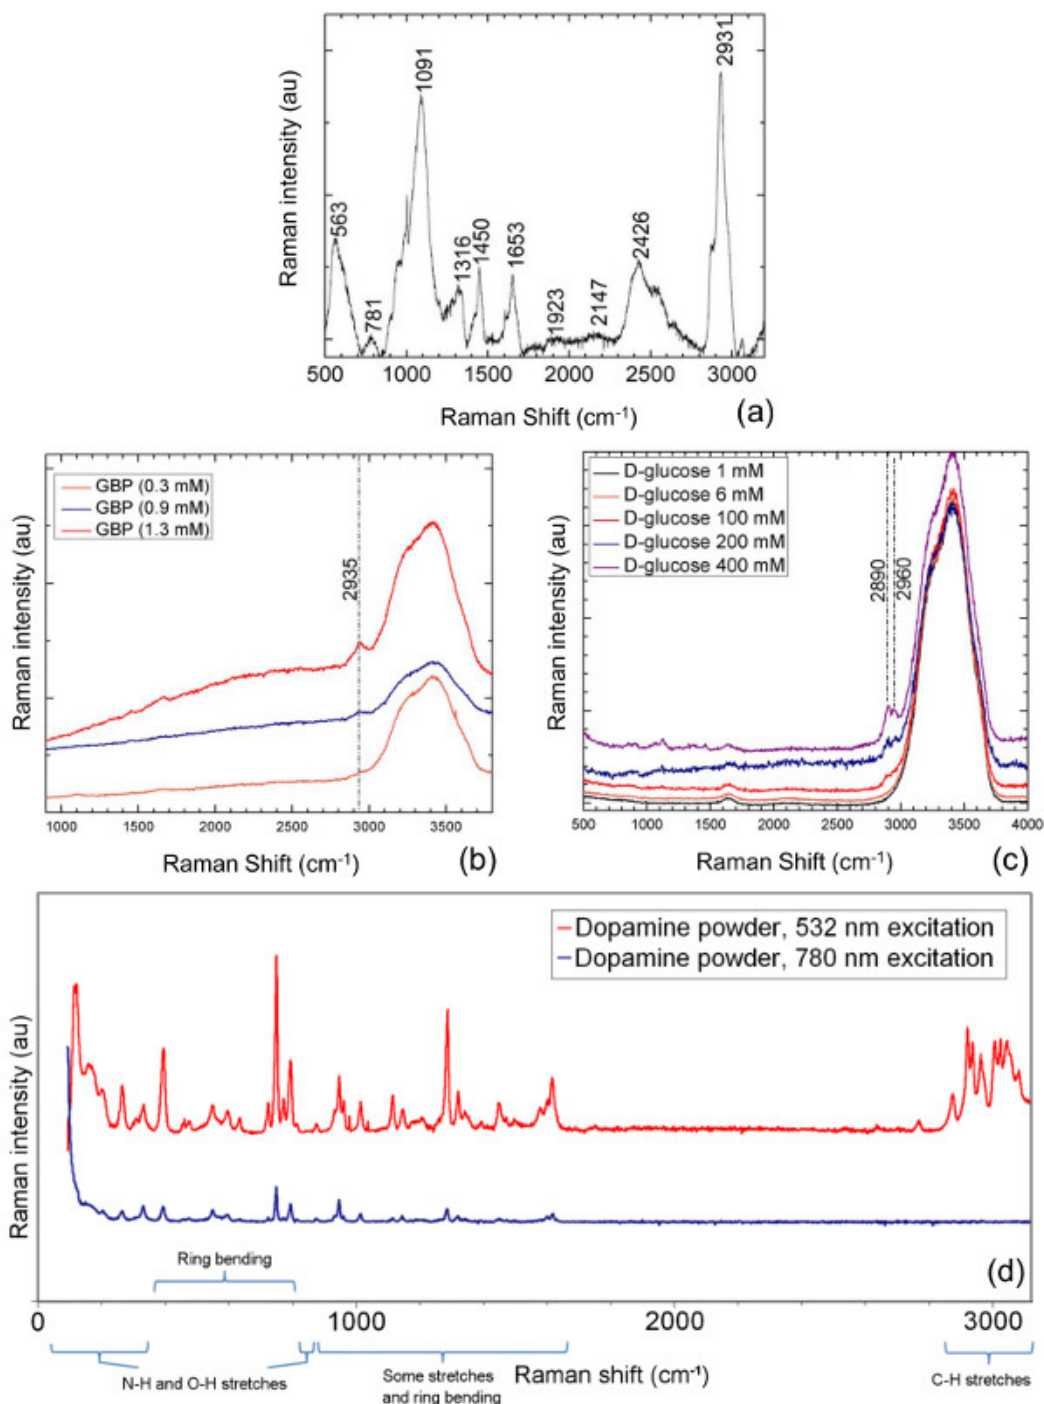 Raman intensity (au)
563
781
1091
1316
1450
1653
1923
2147
2426
2931
500 1000 1500 2000 2500 3000
Raman Shift (cm⁻¹)
(a)
Raman intensity (au)
GBP (0.3 mM)
GBP (0.9 mM)
GBP (1.3 mM)
2935
1000 1500 2000 2500 3000 3500
Raman Shift (cm⁻¹)
(b)
Raman intensity (au)
D-glucose 1 mM
D-glucose 6 mM
D-glucose 100 mM
D-glucose 200 mM
D-glucose 400 mM
2890
2960
500 1000 1500 2000 2500 3000 3500 4000
Raman Shift (cm⁻¹)
(c)
Raman intensity (au)
Dopamine powder, 532 nm excitation
Dopamine powder, 780 nm excitation
Ring bending
(d)
0 1000 2000 3000
N-H and O-H stretches
Some stretches
and ring bending
Raman shift (cm⁻¹)
C-H stretches